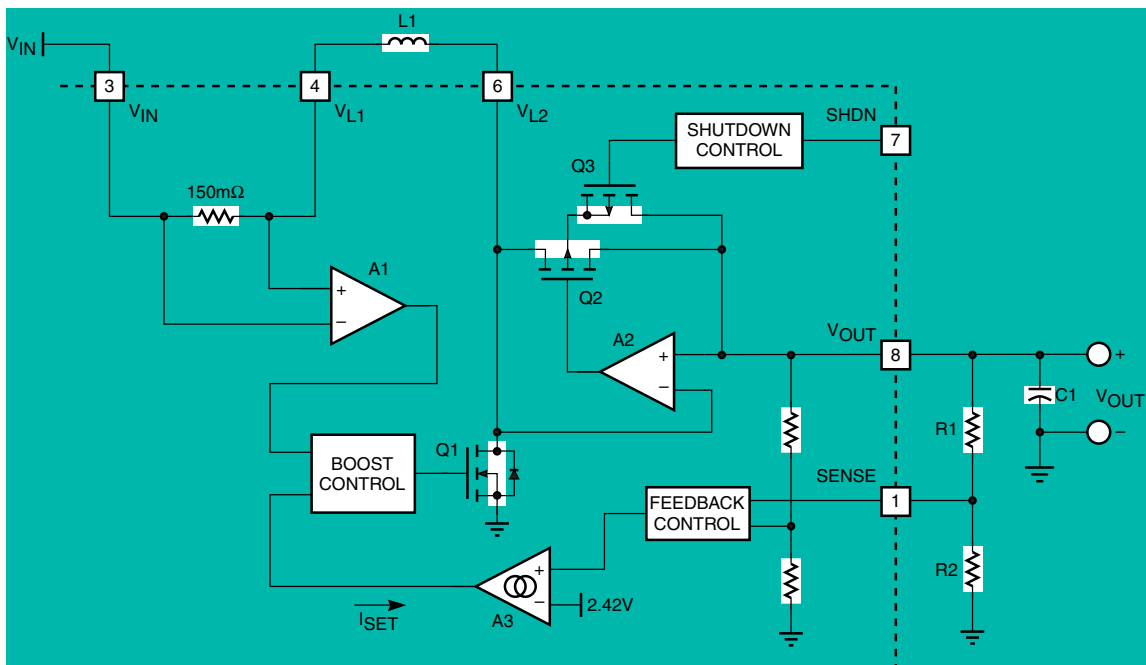 L1
VIN
3
4
6
VIN
VL1
VL2
SHDN
SHUTDOWN
CONTROL
7
Q3
150mΩ
A1
+
−
Q2
A2
+
−
VOUT
8
+
C1
VOUT
−
R1
Q1
BOOST
CONTROL
SENSE
FEEDBACK
CONTROL
1
R2
+
−
2.42V
A3
ISET